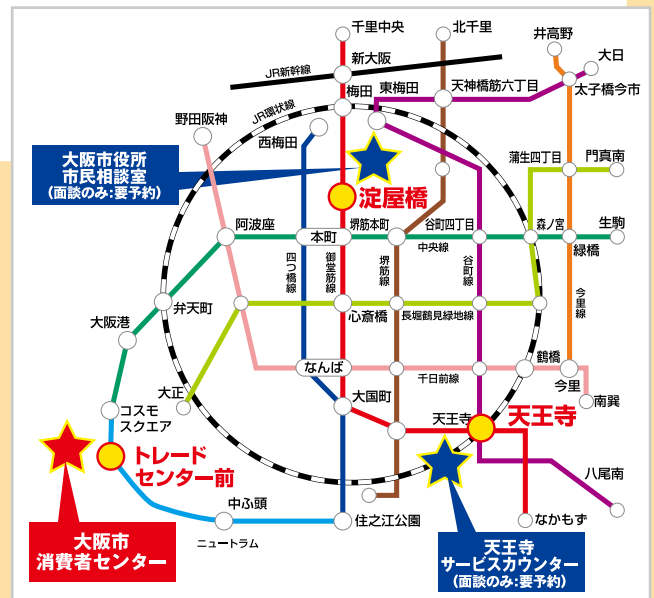 千里中央
北千里
井高野
大日
新大阪
JR新幹線
太子橋今市
梅田
東梅田
天神橋筋六丁目
JR環状線
野田阪神
西梅田
大阪市役所
市民相談室
(面談のみ:要予約)
蒲生四丁目
門真南
淀屋橋
阿波座
本町
堺筋本町
谷町四丁目
森ノ宮
生駒
中央線
緑橋
四つ橋線
御堂筋線
堺筋線
谷町線
今里線
弁天町
心斎橋
長堀鶴見緑地線
大阪港
なんば
鶴橋
千日前線
今里
大正
大国町
南巽
コスモ
スクエア
天王寺
天王寺
トレード
センター前
八尾南
中ふ頭
住之江公園
なかもず
ニュートラム
大阪市
消費者センター
天王寺
サービスカウンター
(面談のみ:要予約)